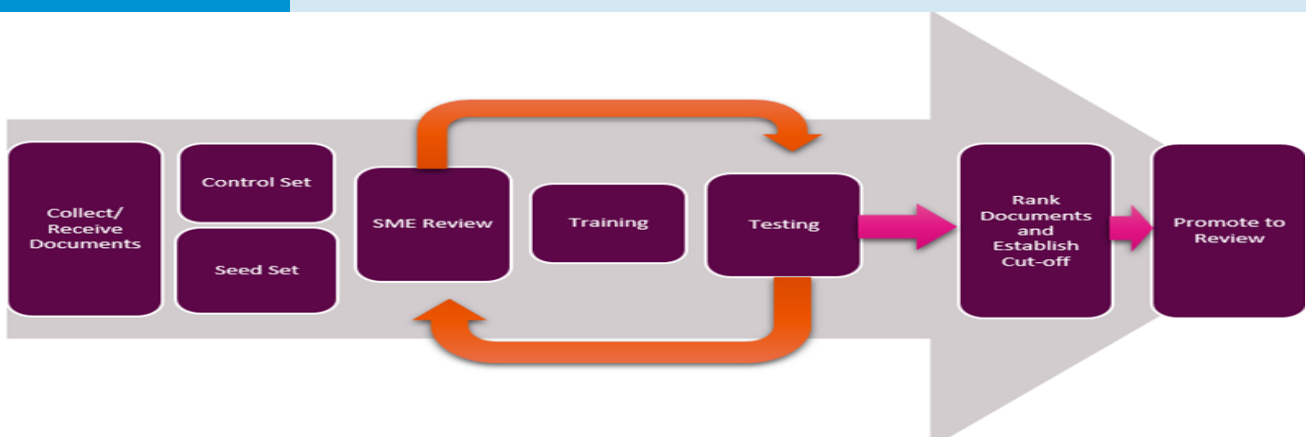 Collect/
Receive
Documents
Control Set
Seed Set
SME Review
Training
Testing
Rank
Documents
and
Establish
Cut-off
Promote to
Review